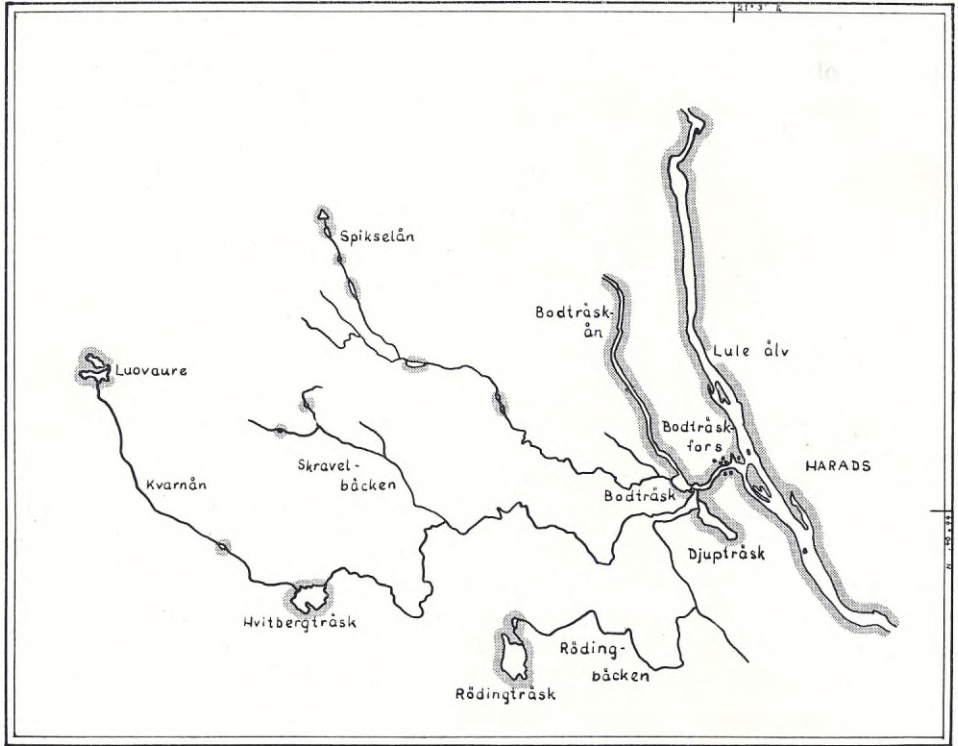 Spikselån
Bodträsk-
ån
Lule älv
Luovaure
Bodträsk-
fors
HARADS
Skravel-
bäcken
Kvarnån
Bodträsk
Djupträsk
Hvitbergträsk
Röding-
bäcken
Rödingträsk